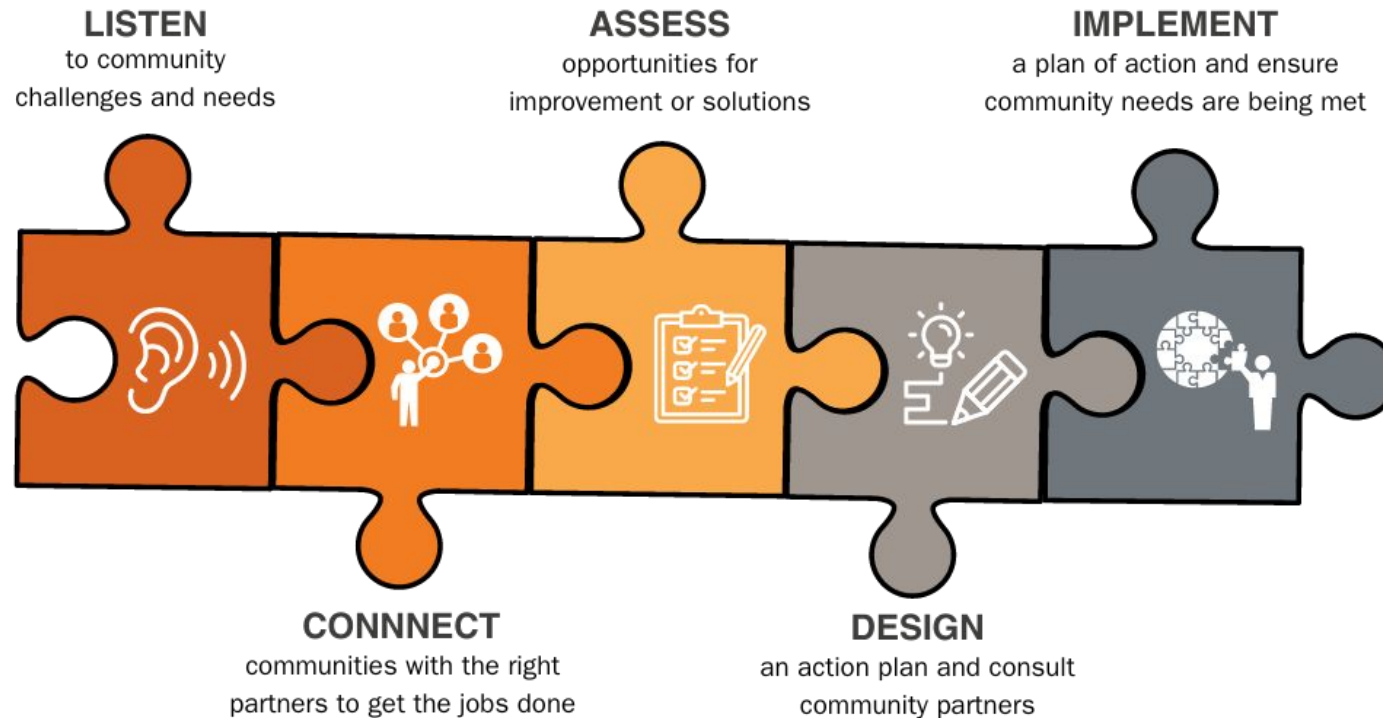 LISTEN
to community
challenges and needs
CONNNECT
communities with the right
partners to get the jobs done
ASSESS
opportunities for
improvement or solutions
DESIGN
an action plan and consult
community partners
IMPLEMENT
a plan of action and ensure
community needs are being met